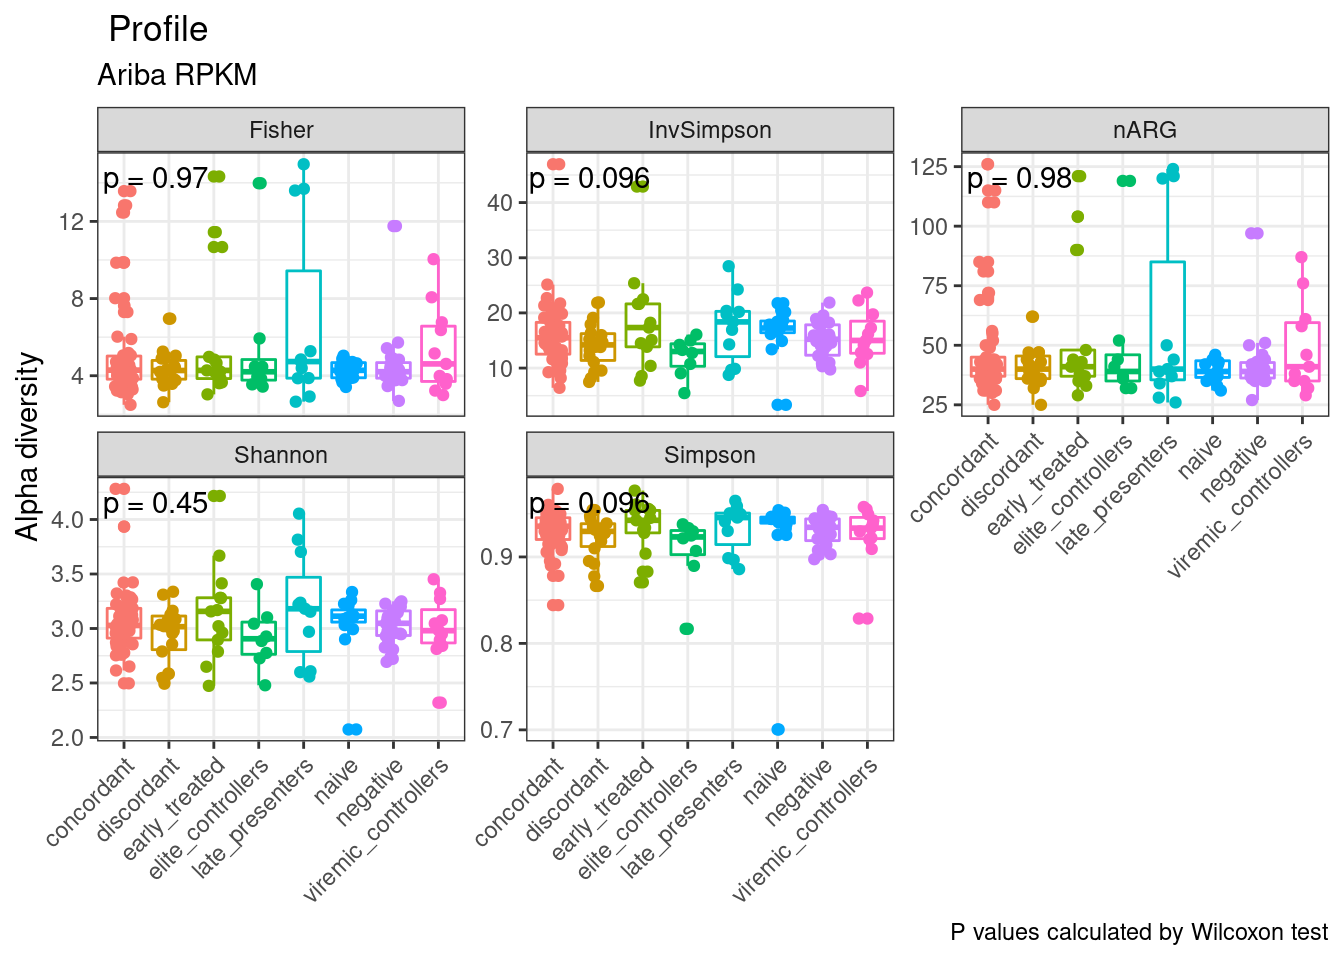 Profile
Ariba RPKM
Alpha diversity
Fisher
p = 0.97
12
8
4
InvSimpson
p = 0.096
40
30
20
10
nARG
p = 0.98
125
100
75
50
25
concordant
discordant
early_treated
elite_controllers
late_presenters
naive
negative
viremic_controllers
Shannon
p = 0.45
4.0
3.5
3.0
2.5
2.0
concordant
discordant
early_treated
elite_controllers
late_presenters
naive
negative
viremic_controllers
Simpson
p = 0.096
0.9
0.8
0.7
concordant
discordant
early_treated
elite_controllers
late_presenters
naive
negative
viremic_controllers
P values calculated by Wilcoxon test